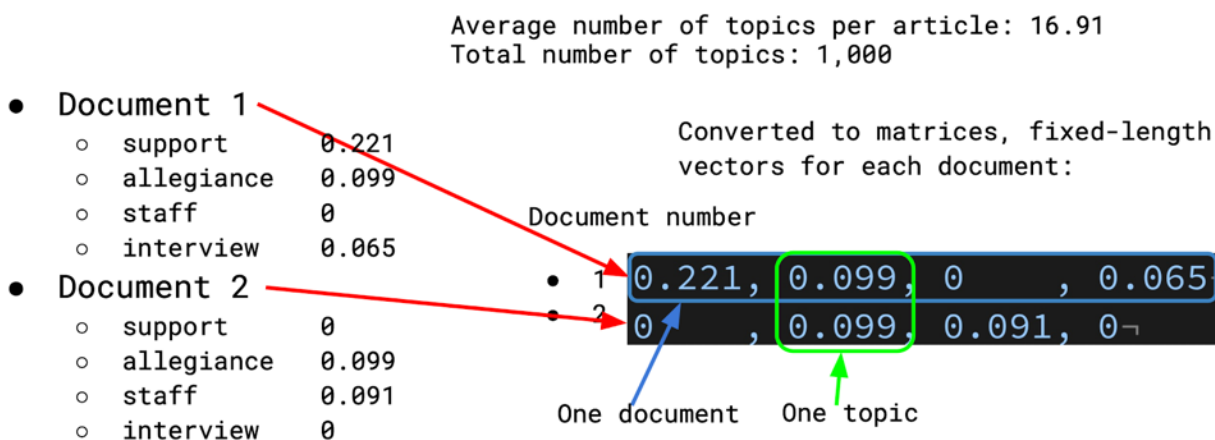 Average number of topics per article: 16.91
Total number of topics: 1,000
● Document 1
○ support 0.221
○ allegiance 0.099
○ staff 0
○ interview 0.065
● Document 2
○ support 0
○ allegiance 0.099
○ staff 0.091
○ interview 0
Converted to matrices, fixed-length
vectors for each document:
Document number
● 1 0.221, 0.099, 0 , 0.065¬
● 2 0 , 0.099, 0.091, 0¬
One document
One topic